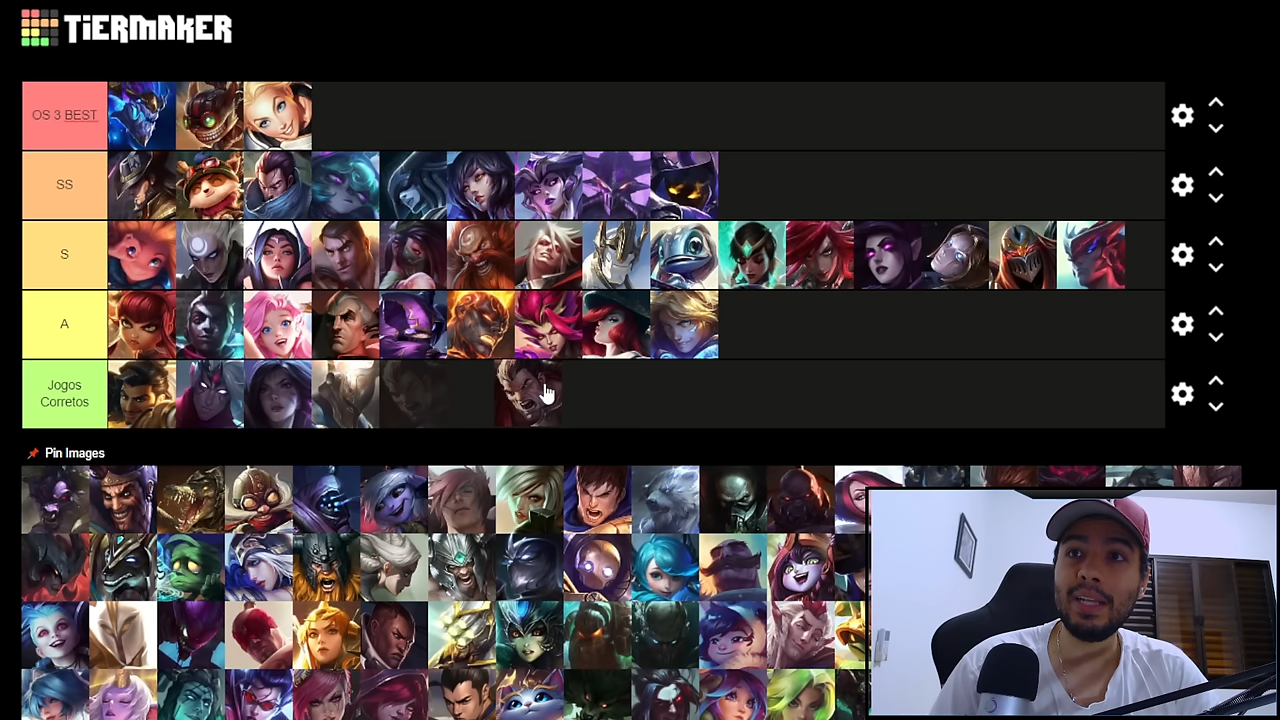 TiERMAKER
OS 3 BEST
SS
S
A
Jogos
Corretos
Pin Images